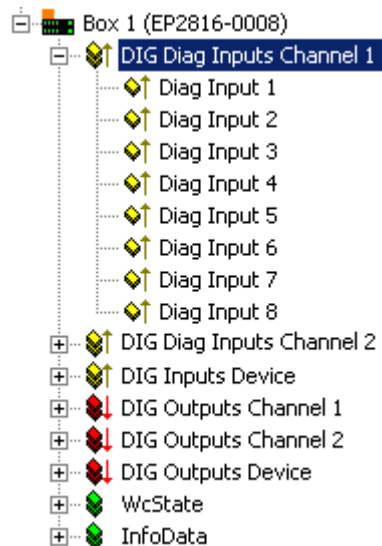 Box 1 (EP2816-0008)
DIG Diag Inputs Channel 1
Diag Input 1
Diag Input 2
Diag Input 3
Diag Input 4
Diag Input 5
Diag Input 6
Diag Input 7
Diag Input 8
DIG Diag Inputs Channel 2
DIG Inputs Device
DIG Outputs Channel 1
DIG Outputs Channel 2
DIG Outputs Device
WcState
InfoData